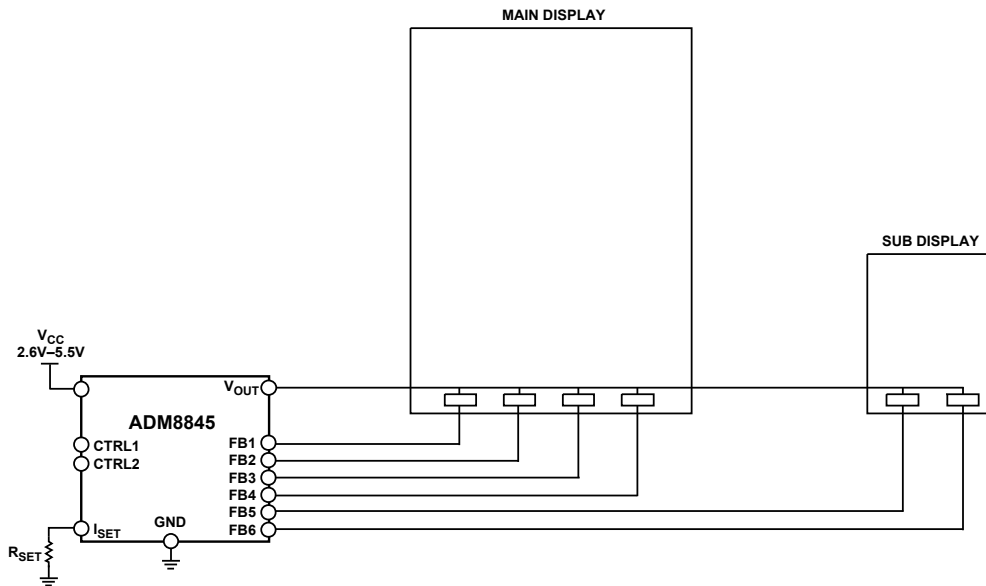 MAIN DISPLAY
SUB DISPLAY
VCC
2.6V–5.5V
VOUT
ADM8845
CTRL1
CTRL2
FB1
FB2
FB3
FB4
FB5
FB6
ISET
GND
RSET